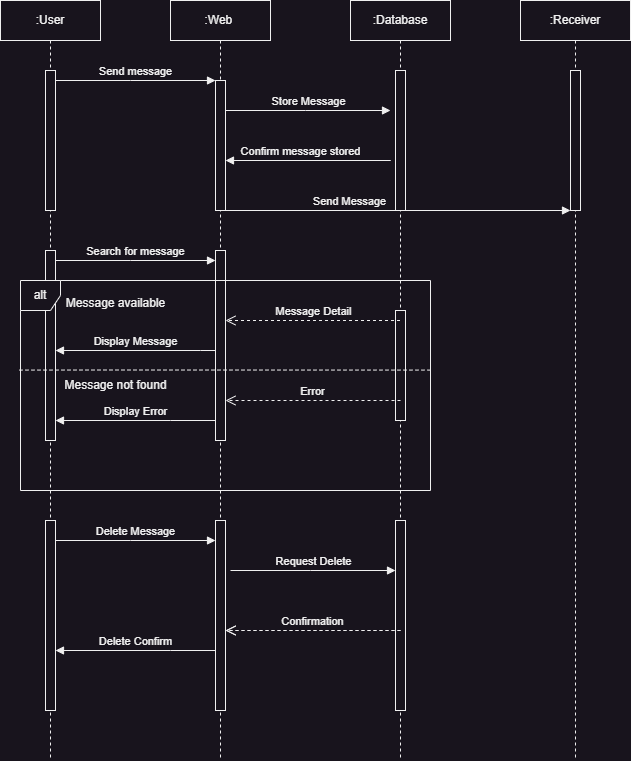 :User
:Web
:Database
:Receiver
Send message
Store Message
Confirm message stored
Send Message
Search for message
alt
Message available
Message Detail
Display Message
Message not found
Error
Display Error
Delete Message
Request Delete
Confirmation
Delete Confirm